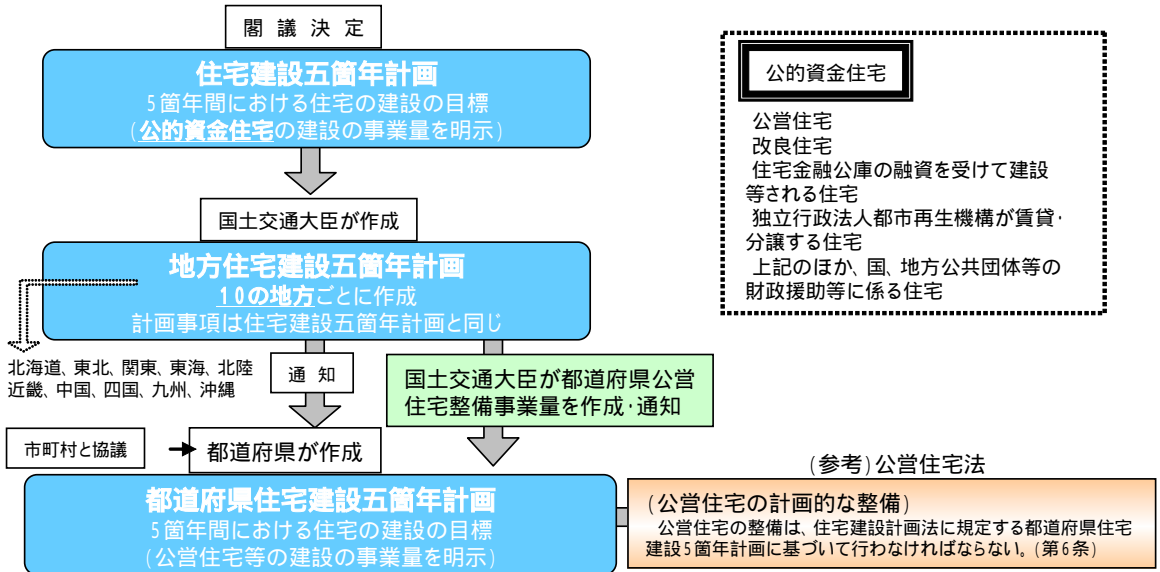 閣 議 決 定
住宅建設五箇年計画
5箇年間における住宅の建設の目標
(公的資金住宅の建設の事業量を明示)
国土交通大臣が作成
地方住宅建設五箇年計画
10の地方ごとに作成
計画事項は住宅建設五箇年計画と同じ
北海道、東北、関東、東海、北陸
近畿、中国、四国、九州、沖縄
通 知
国土交通大臣が都道府県公営
住宅整備事業量を作成・通知
市町村と協議
都道府県が作成
都道府県住宅建設五箇年計画
5箇年間における住宅の建設の目標
(公営住宅等の建設の事業量を明示)
公的資金住宅
公営住宅
改良住宅
住宅金融公庫の融資を受けて建設
等される住宅
独立行政法人都市再生機構が賃貸・
分譲する住宅
上記のほか、国、地方公共団体等の
財政援助等に係る住宅
(参考)公営住宅法
(公営住宅の計画的な整備)
公営住宅の整備は、住宅建設計画法に規定する都道府県住宅
建設5箇年計画に基づいて行わなければならない。(第6条)